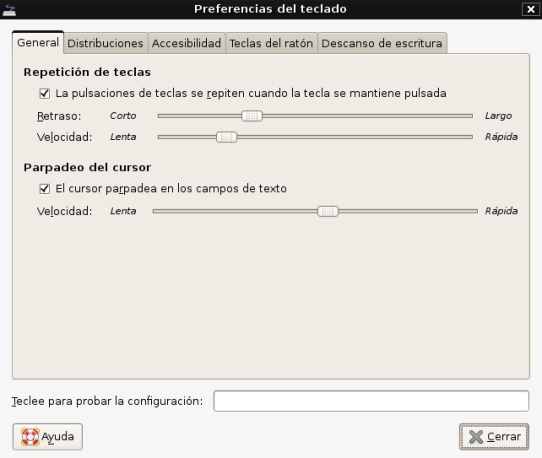 Preferencias del teclado
General Distribuciones Accesibilidad Teclas del ratón Descanso de escritura
Repetición de teclas
La pulsaciones de teclas se repiten cuando la tecla se mantiene pulsada
Retraso: Corto Largo
Velocidad: Lenta Rápida
Parpadeo del cursor
El cursor parpadea en los campos de texto
Velocidad: Lenta Rápida
Teclee para probar la configuración:
Ayuda Cerrar